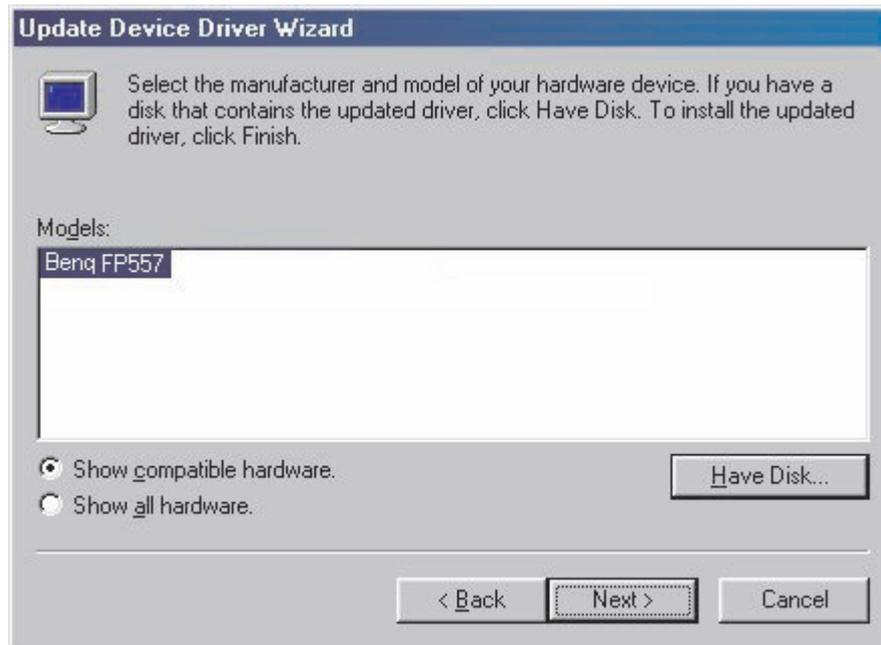 Update Device Driver Wizard
Select the manufacturer and model of your hardware device. If you have a
disk that contains the updated driver, click Have Disk. To install the updated
driver, click Finish.
Models:
Benq FP557
Show compatible hardware.
Have Disk...
Show all hardware.
< Back
Next >
Cancel